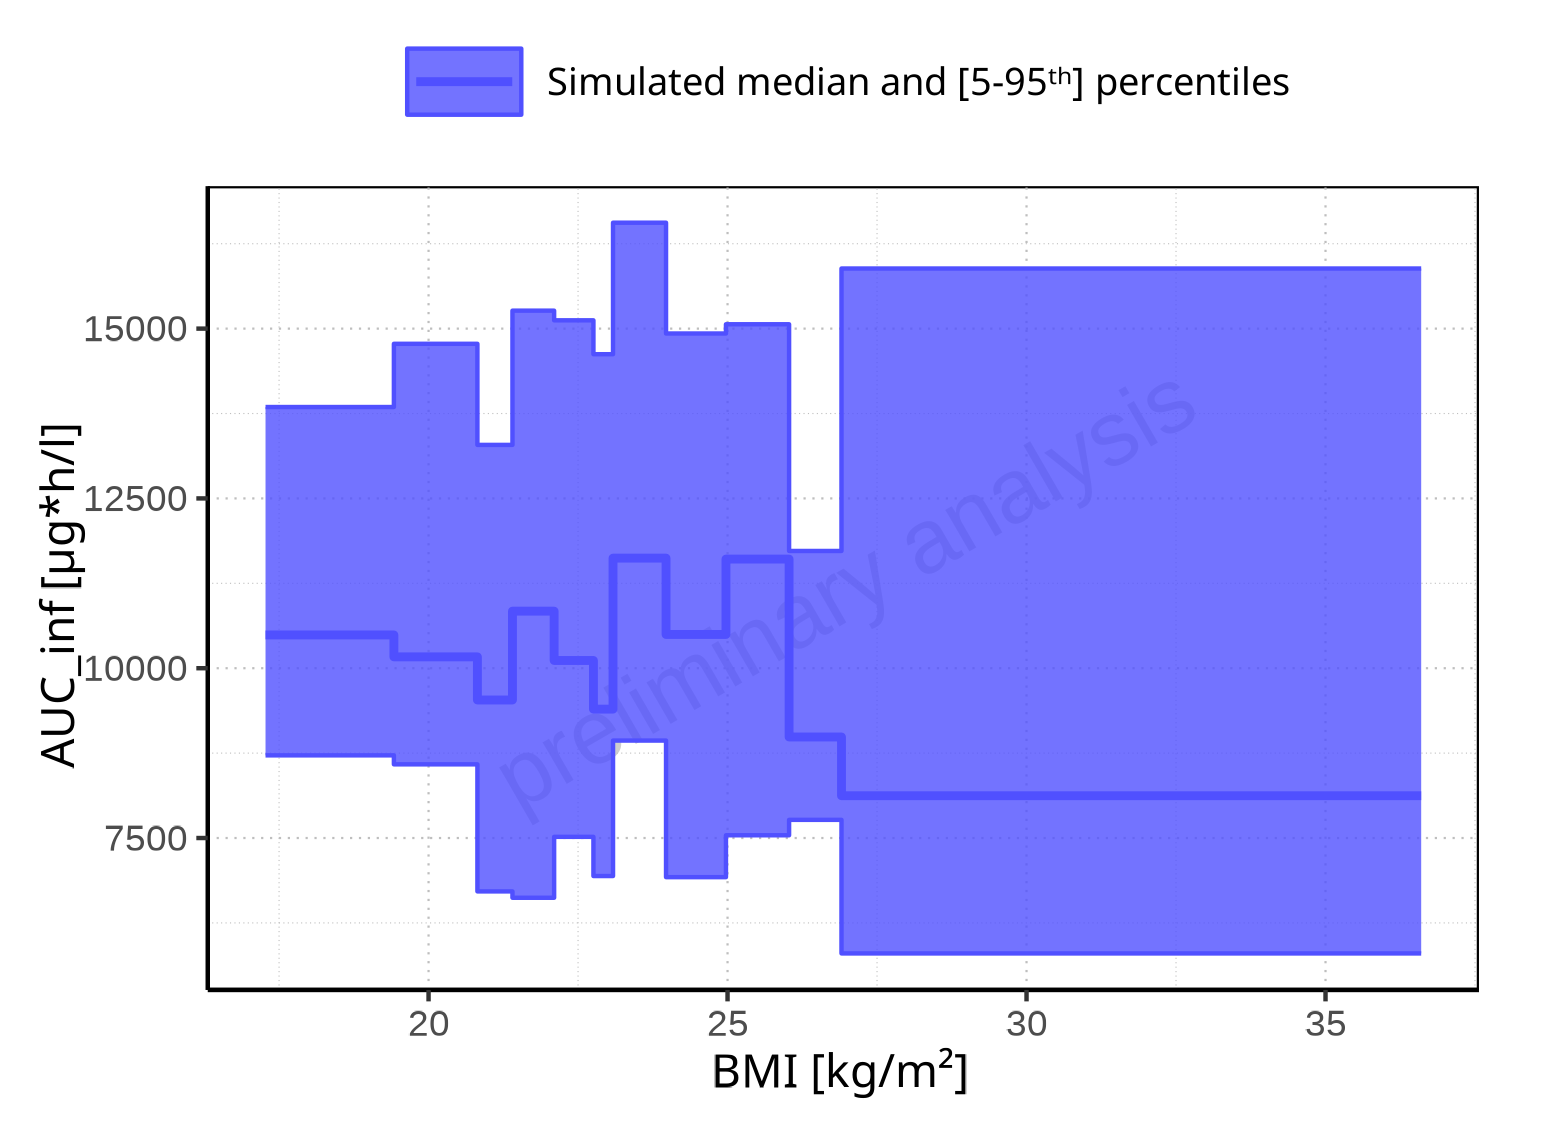 Simulated median and [5-95ᵗʰ] percentiles
15000
12500
10000
7500
AUC_inf [µg*h/l]
preliminary analysis
20 25 30 35
BMI [kg/m²]